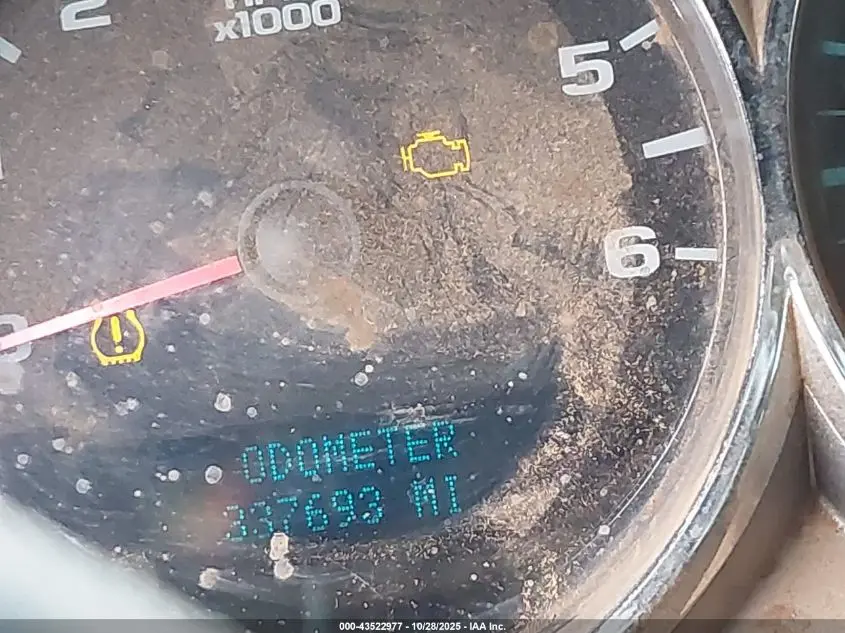 2
x1000
5
6
ODOMETER
337693 MI
000-43522977 - 10/28/2025 - IAA Inc.